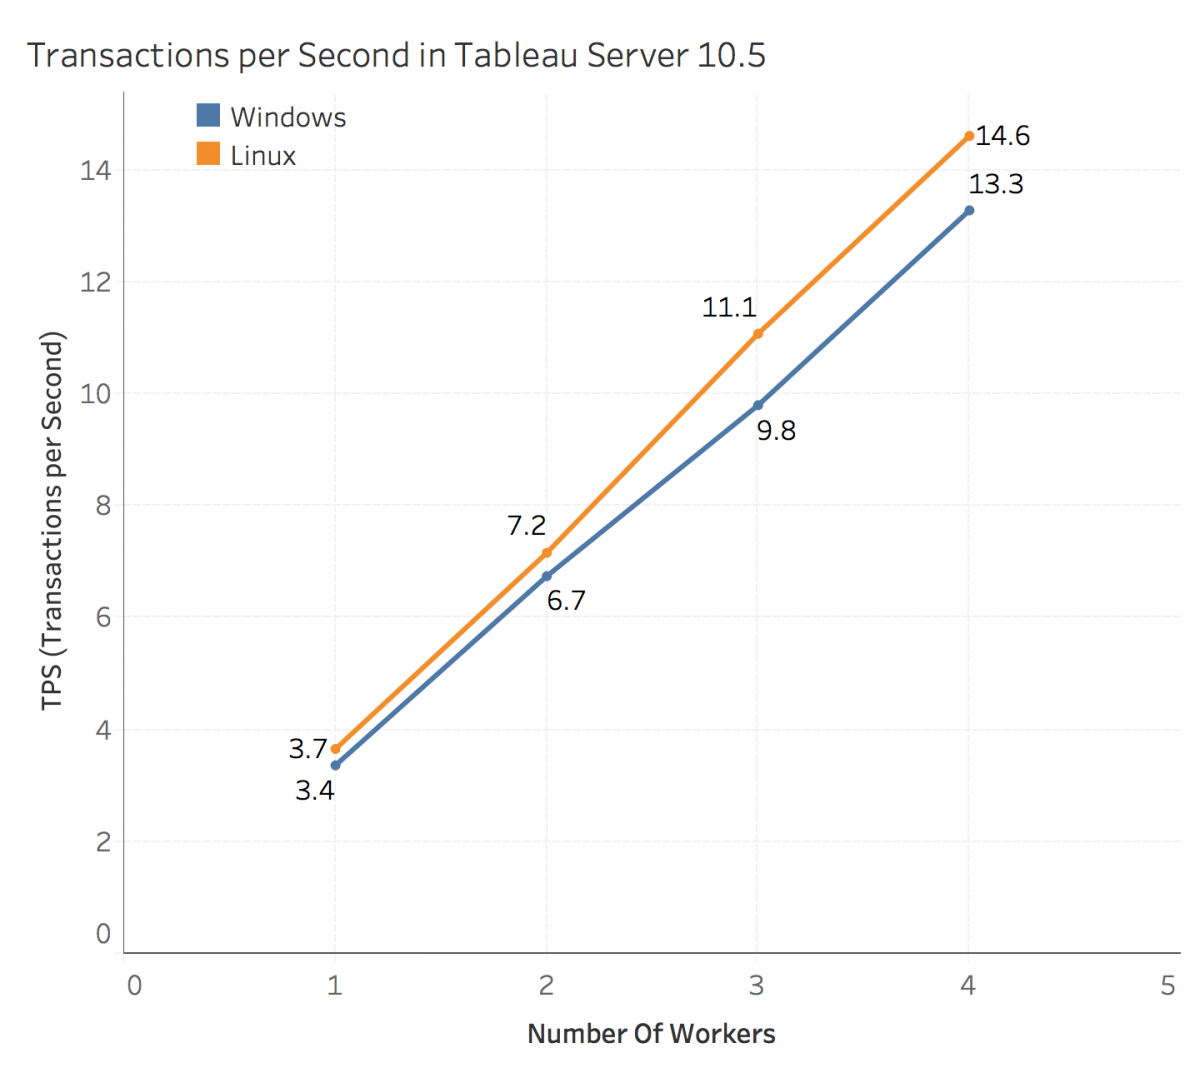 Transactions per Second in Tableau Server 10.5
Windows
Linux
14.6
14
13.3
12
11.1
10
9.8
8
7.2
6.7
6
4
3.7
3.4
2
0
TPS (Transactions per Second)
0 1 2 3 4 5
Number Of Workers